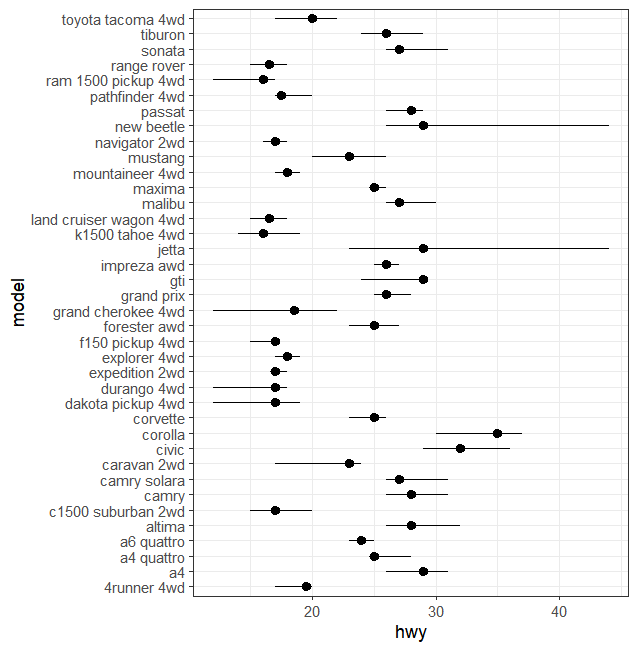 toyota tacoma 4wd
tiburon
sonata
range rover
ram 1500 pickup 4wd
pathfinder 4wd
passat
new beetle
navigator 2wd
mustang
mountaineer 4wd
maxima
malibu
land cruiser wagon 4wd
k1500 tahoe 4wd
jetta
impreza awd
gti
grand prix
grand cherokee 4wd
forester awd
f150 pickup 4wd
explorer 4wd
expedition 2wd
durango 4wd
dakota pickup 4wd
corvette
corolla
civic
caravan 2wd
camry solara
camry
c1500 suburban 2wd
altima
a6 quattro
a4 quattro
a4
4runner 4wd
model
20 30 40
hwy